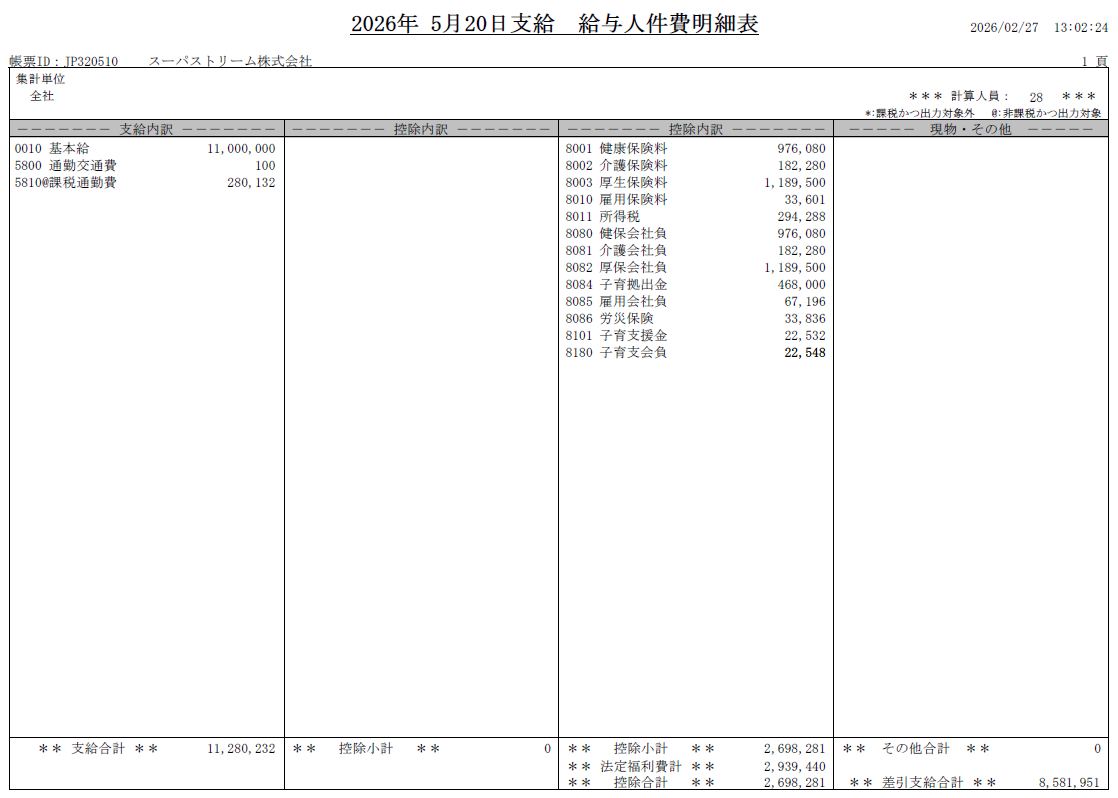 2026年 5月20日支給　給与人件費明細表
2026/02/27 13:02:24
帳票ID：JP320510　　スーパストリーム株式会社　1 頁
集計単位
全社
＊＊＊ 計算人員： 28 ＊＊＊
*:課税かつ出力対象外　@:非課税かつ出力対象
－－－－－－－ 支給内訳 －－－－－－－　－－－－－－－ 控除内訳 －－－－－－－　－－－－－－－ 控除内訳 －－－－－－－　－－－－－ 現物・その他 －－－－－
0010 基本給 11,000,000　8001 健康保険料 976,080
5800 通勤交通費 100　8002 介護保険料 182,280
5810@課税通勤費 280,132　8003 厚生保険料 1,189,500
8010 雇用保険料 33,601
8011 所得税 294,288
8080 健保会社負 976,080
8081 介護会社負 182,280
8082 厚保会社負 1,189,500
8084 子育拠出金 468,000
8085 雇用会社負 67,196
8086 労災保険 33,836
8101 子育支援金 22,532
8180 子育支会負 22,548
＊＊ 支給合計 ＊＊ 11,280,232　＊＊ 控除小計 ＊＊ 0　＊＊ 控除小計 ＊＊ 2,698,281　＊＊ その他合計 ＊＊ 0
＊＊ 法定福利費計 ＊＊ 2,939,440
＊＊ 控除合計 ＊＊ 2,698,281　＊＊ 差引支給合計 ＊＊ 8,581,951